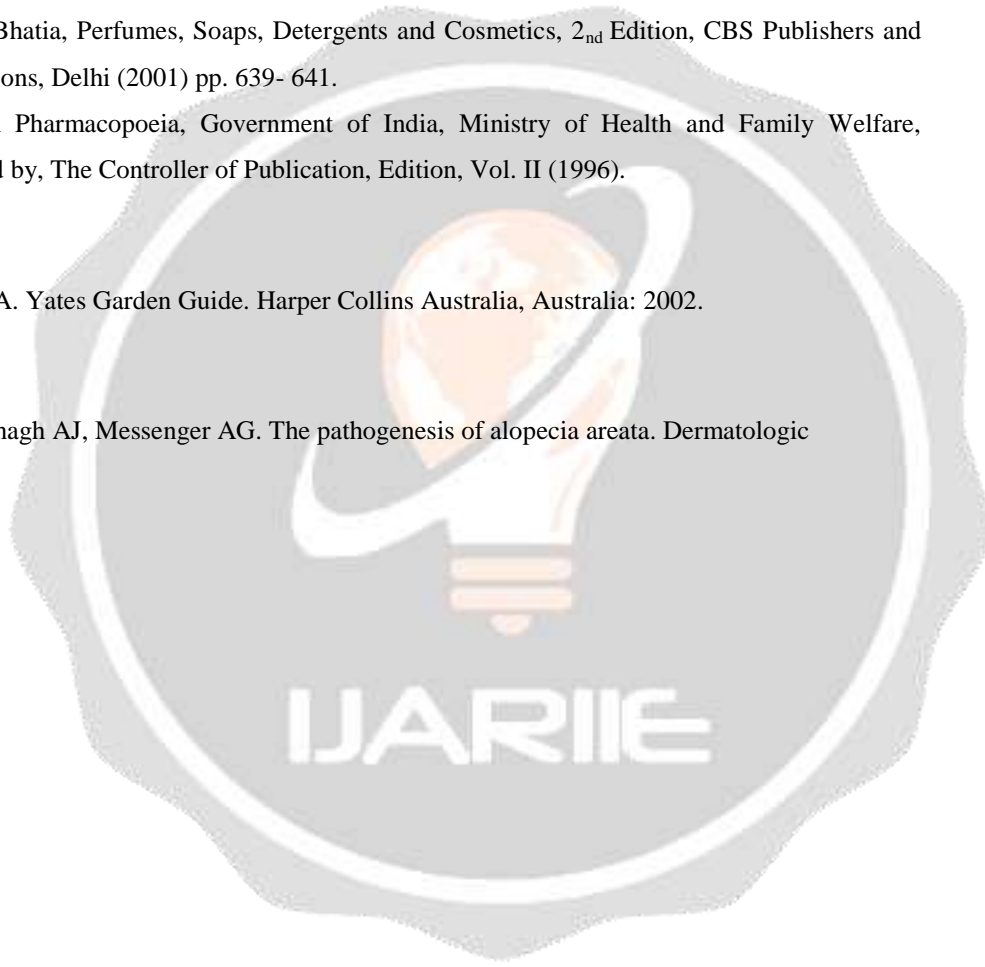 Bhatia, Perfumes, Soaps, Detergents and Cosmetics, 2nd Edition, CBS Publishers and
ons, Delhi (2001) pp. 639- 641.
Pharmacopoeia, Government of India, Ministry of Health and Family Welfare,
by, The Controller of Publication, Edition, Vol. II (1996).
A. Yates Garden Guide. Harper Collins Australia, Australia: 2002.
nagh AJ, Messenger AG. The pathogenesis of alopecia areata. Dermatologic
IJARIIE